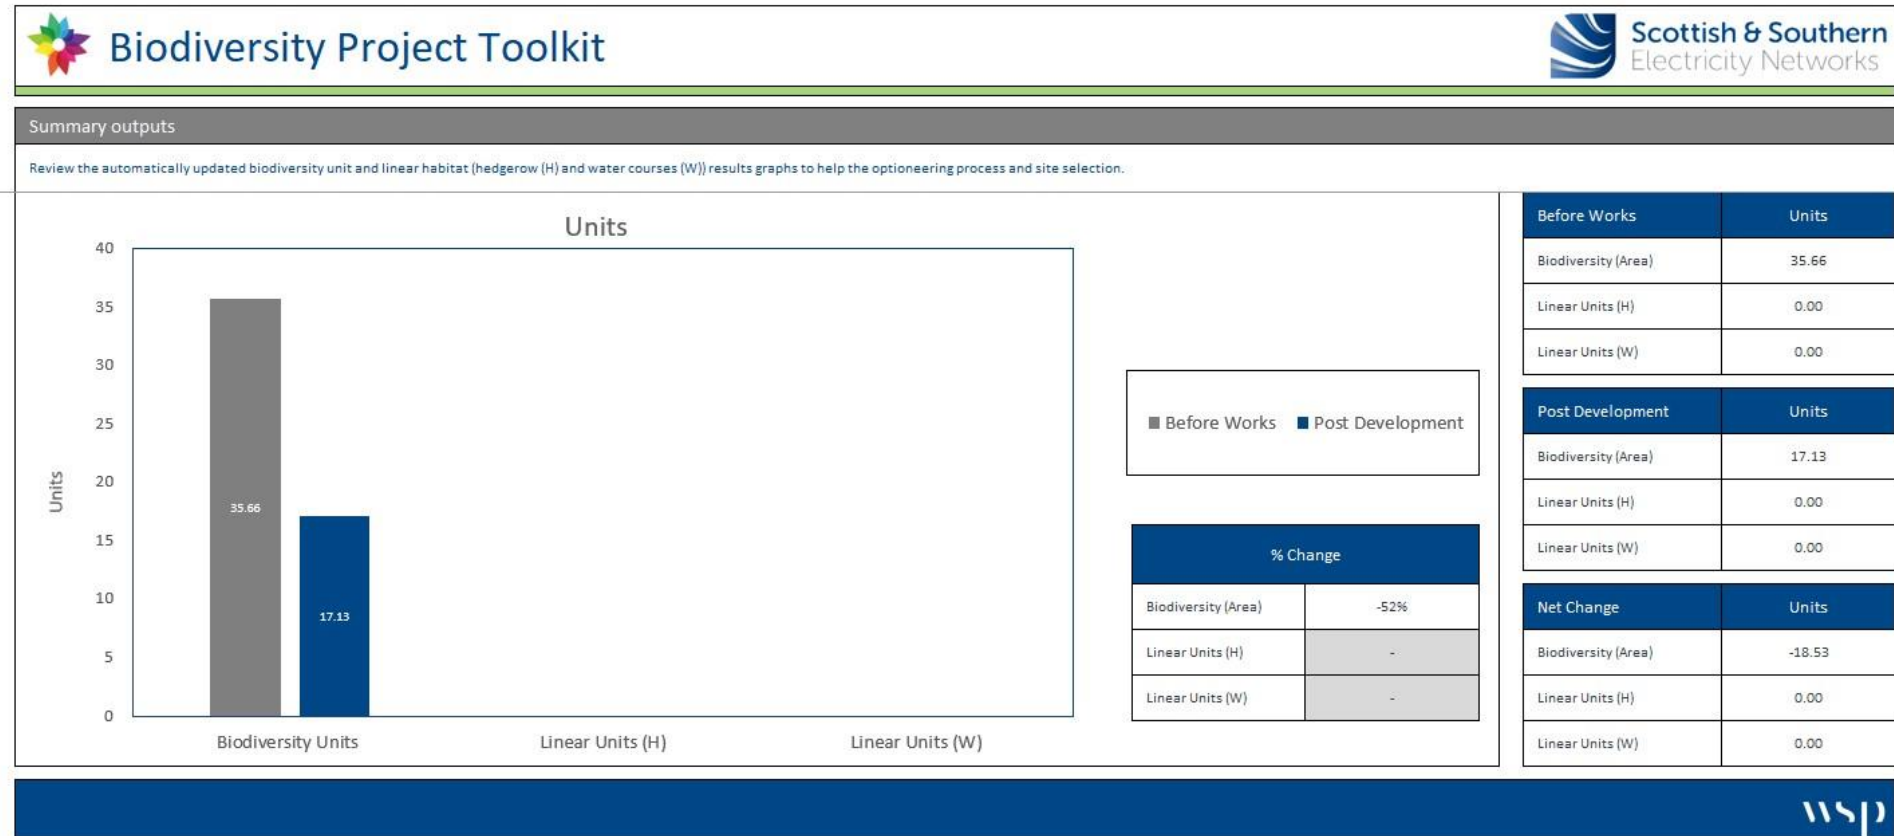 Biodiversity Project Toolkit
Scottish & Southern
Electricity Networks
Summary outputs
Review the automatically updated biodiversity unit and linear habitat (hedgerow (H) and water courses (W)) results graphs to help the optioneering process and site selection.
Units
40
35
30
25
20
15
10
5
0
Units
35.66
17.13
Biodiversity Units
Linear Units (H)
Linear Units (W)
Before Works
Post Development
% Change
Biodiversity (Area) -52%
Linear Units (H) -
Linear Units (W) -
Before Works Units
Biodiversity (Area) 35.66
Linear Units (H) 0.00
Linear Units (W) 0.00
Post Development Units
Biodiversity (Area) 17.13
Linear Units (H) 0.00
Linear Units (W) 0.00
Net Change Units
Biodiversity (Area) -18.53
Linear Units (H) 0.00
Linear Units (W) 0.00
wsp